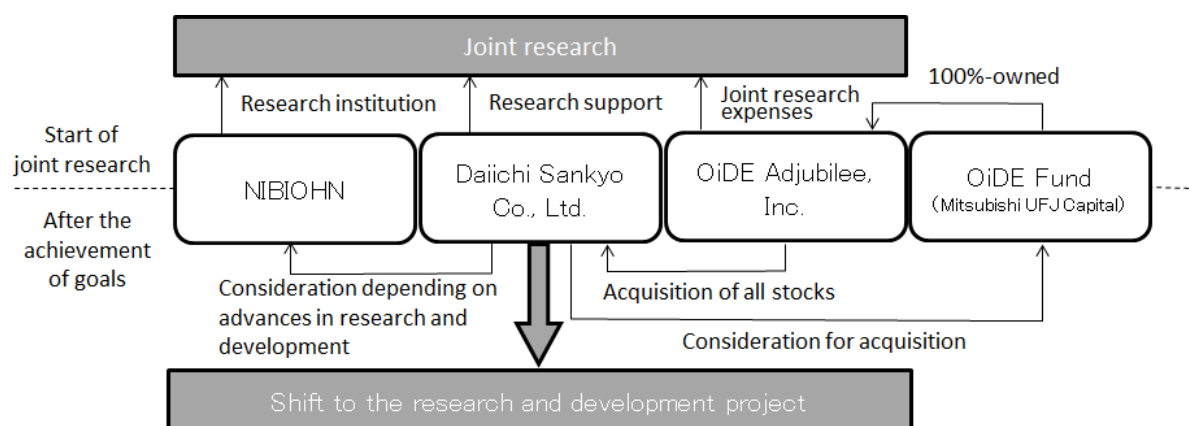 Joint research
100%-owned
Research institution
Research support
Joint research
expenses
Start of
joint research
NIBIOHN
Daiichi Sankyo
Co., Ltd.
OiDE Adjubilee,
Inc.
OiDE Fund
(Mitsubishi UFJ Capital)
After the
achievement
of goals
Consideration depending on
advances in research and
development
Acquisition of all stocks
Consideration for acquisition
Shift to the research and development project